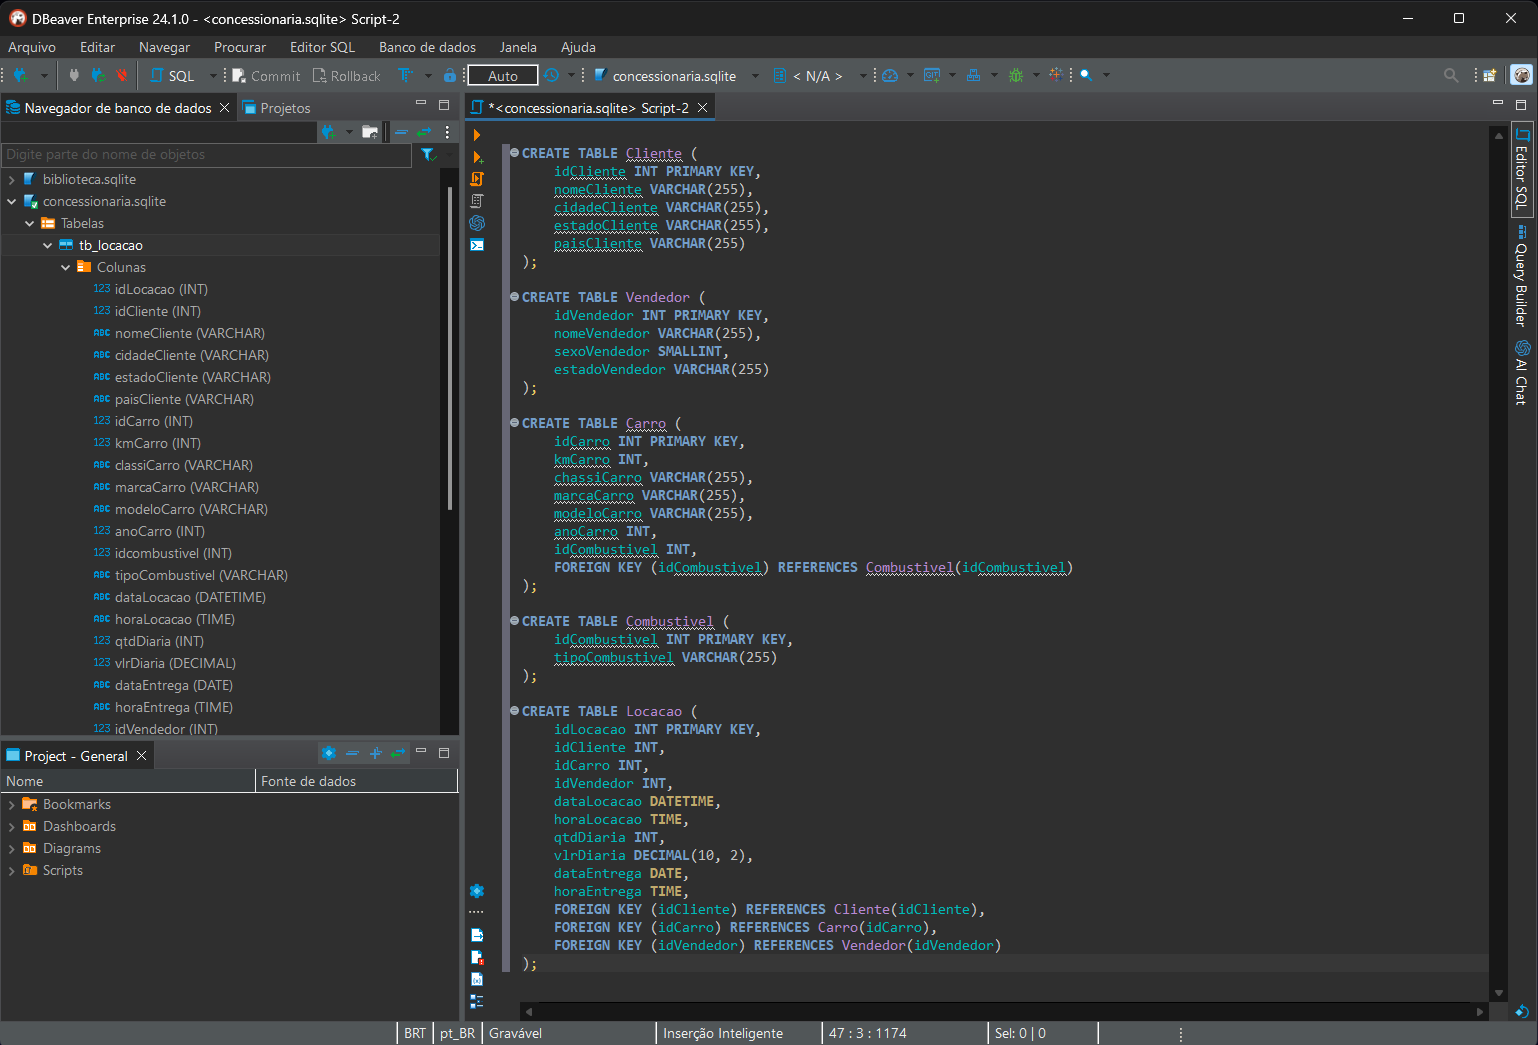 DBeaver Enterprise 24.1.0 - <concessionaria.sqlite> Script-2
Arquivo Editar Navegar Procurar Editor SQL Banco de dados Janela Ajuda
SQL Commit Rollback Auto concessionaria.sqlite < N/A >
Navegador de banco de dados Projetos
Digite parte do nome de objetos
biblioteca.sqlite
concessionaria.sqlite
Tabelas
tb_locacao
Colunas
123 idLocacao (INT)
123 idCliente (INT)
ABC nomeCliente (VARCHAR)
ABC cidadeCliente (VARCHAR)
ABC estadoCliente (VARCHAR)
ABC paisCliente (VARCHAR)
123 idCarro (INT)
123 kmCarro (INT)
ABC classiCarro (VARCHAR)
ABC marcaCarro (VARCHAR)
ABC modeloCarro (VARCHAR)
123 anoCarro (INT)
123 idcombustivel (INT)
ABC tipoCombustivel (VARCHAR)
ABC dataLocacao (DATETIME)
ABC horaLocacao (TIME)
123 qtdDiaria (INT)
123 vlrDiaria (DECIMAL)
ABC dataEntrega (DATE)
ABC horaEntrega (TIME)
123 idVendedor (INT)
Project - General
Nome Fonte de dados
Bookmarks
Dashboards
Diagrams
Scripts
*<concessionaria.sqlite> Script-2
CREATE TABLE Cliente (
idCliente INT PRIMARY KEY,
nomeCliente VARCHAR(255),
cidadeCliente VARCHAR(255),
estadoCliente VARCHAR(255),
paisCliente VARCHAR(255)
);
CREATE TABLE Vendedor (
idVendedor INT PRIMARY KEY,
nomeVendedor VARCHAR(255),
sexoVendedor SMALLINT,
estadoVendedor VARCHAR(255)
);
CREATE TABLE Carro (
idCarro INT PRIMARY KEY,
kmCarro INT,
chassiCarro VARCHAR(255),
marcaCarro VARCHAR(255),
modeloCarro VARCHAR(255),
anoCarro INT,
idCombustivel INT,
FOREIGN KEY (idCombustivel) REFERENCES Combustivel(idCombustivel)
);
CREATE TABLE Combustivel (
idCombustivel INT PRIMARY KEY,
tipoCombustivel VARCHAR(255)
);
CREATE TABLE Locacao (
idLocacao INT PRIMARY KEY,
idCliente INT,
idCarro INT,
idVendedor INT,
dataLocacao DATETIME,
horaLocacao TIME,
qtdDiaria INT,
vlrDiaria DECIMAL(10, 2),
dataEntrega DATE,
horaEntrega TIME,
FOREIGN KEY (idCliente) REFERENCES Cliente(idCliente),
FOREIGN KEY (idCarro) REFERENCES Carro(idCarro),
FOREIGN KEY (idVendedor) REFERENCES Vendedor(idVendedor)
);
Editor SQL
Query Builder
AI Chat
BRT pt_BR Gravável Inserção Inteligente 47 : 3 : 1174 Sel: 0 | 0